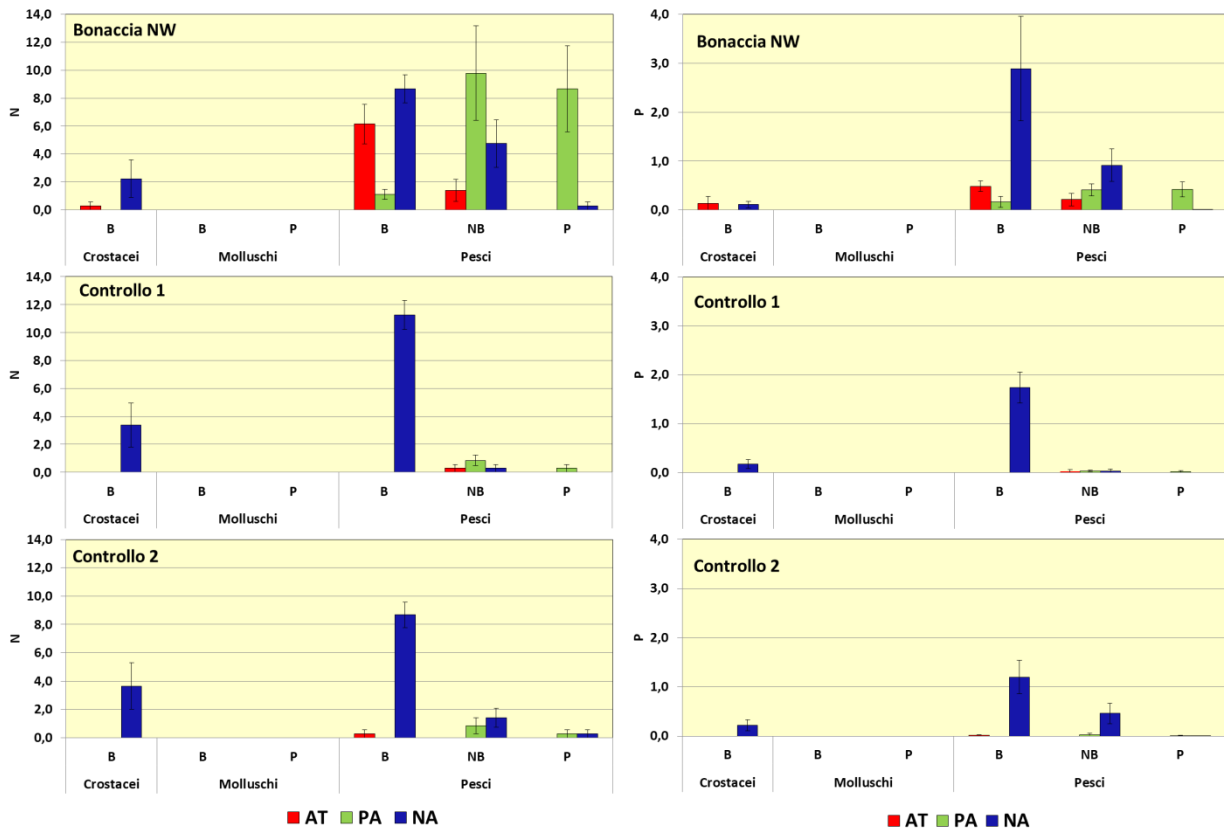 Bonaccia NW
N
14,0
12,0
10,0
8,0
6,0
4,0
2,0
0,0
B B P B NB P
Crostacei Molluschi Pesci
Bonaccia NW
P
4,0
3,0
2,0
1,0
0,0
B B P B NB P
Crostacei Molluschi Pesci
Controllo 1
N
14,0
12,0
10,0
8,0
6,0
4,0
2,0
0,0
B B P B NB P
Crostacei Molluschi Pesci
Controllo 1
P
4,0
3,0
2,0
1,0
0,0
B B P B NB P
Crostacei Molluschi Pesci
Controllo 2
N
14,0
12,0
10,0
8,0
6,0
4,0
2,0
0,0
B B P B NB P
Crostacei Molluschi Pesci
Controllo 2
P
4,0
3,0
2,0
1,0
0,0
B B P B NB P
Crostacei Molluschi Pesci
AT PA NA
AT PA NA